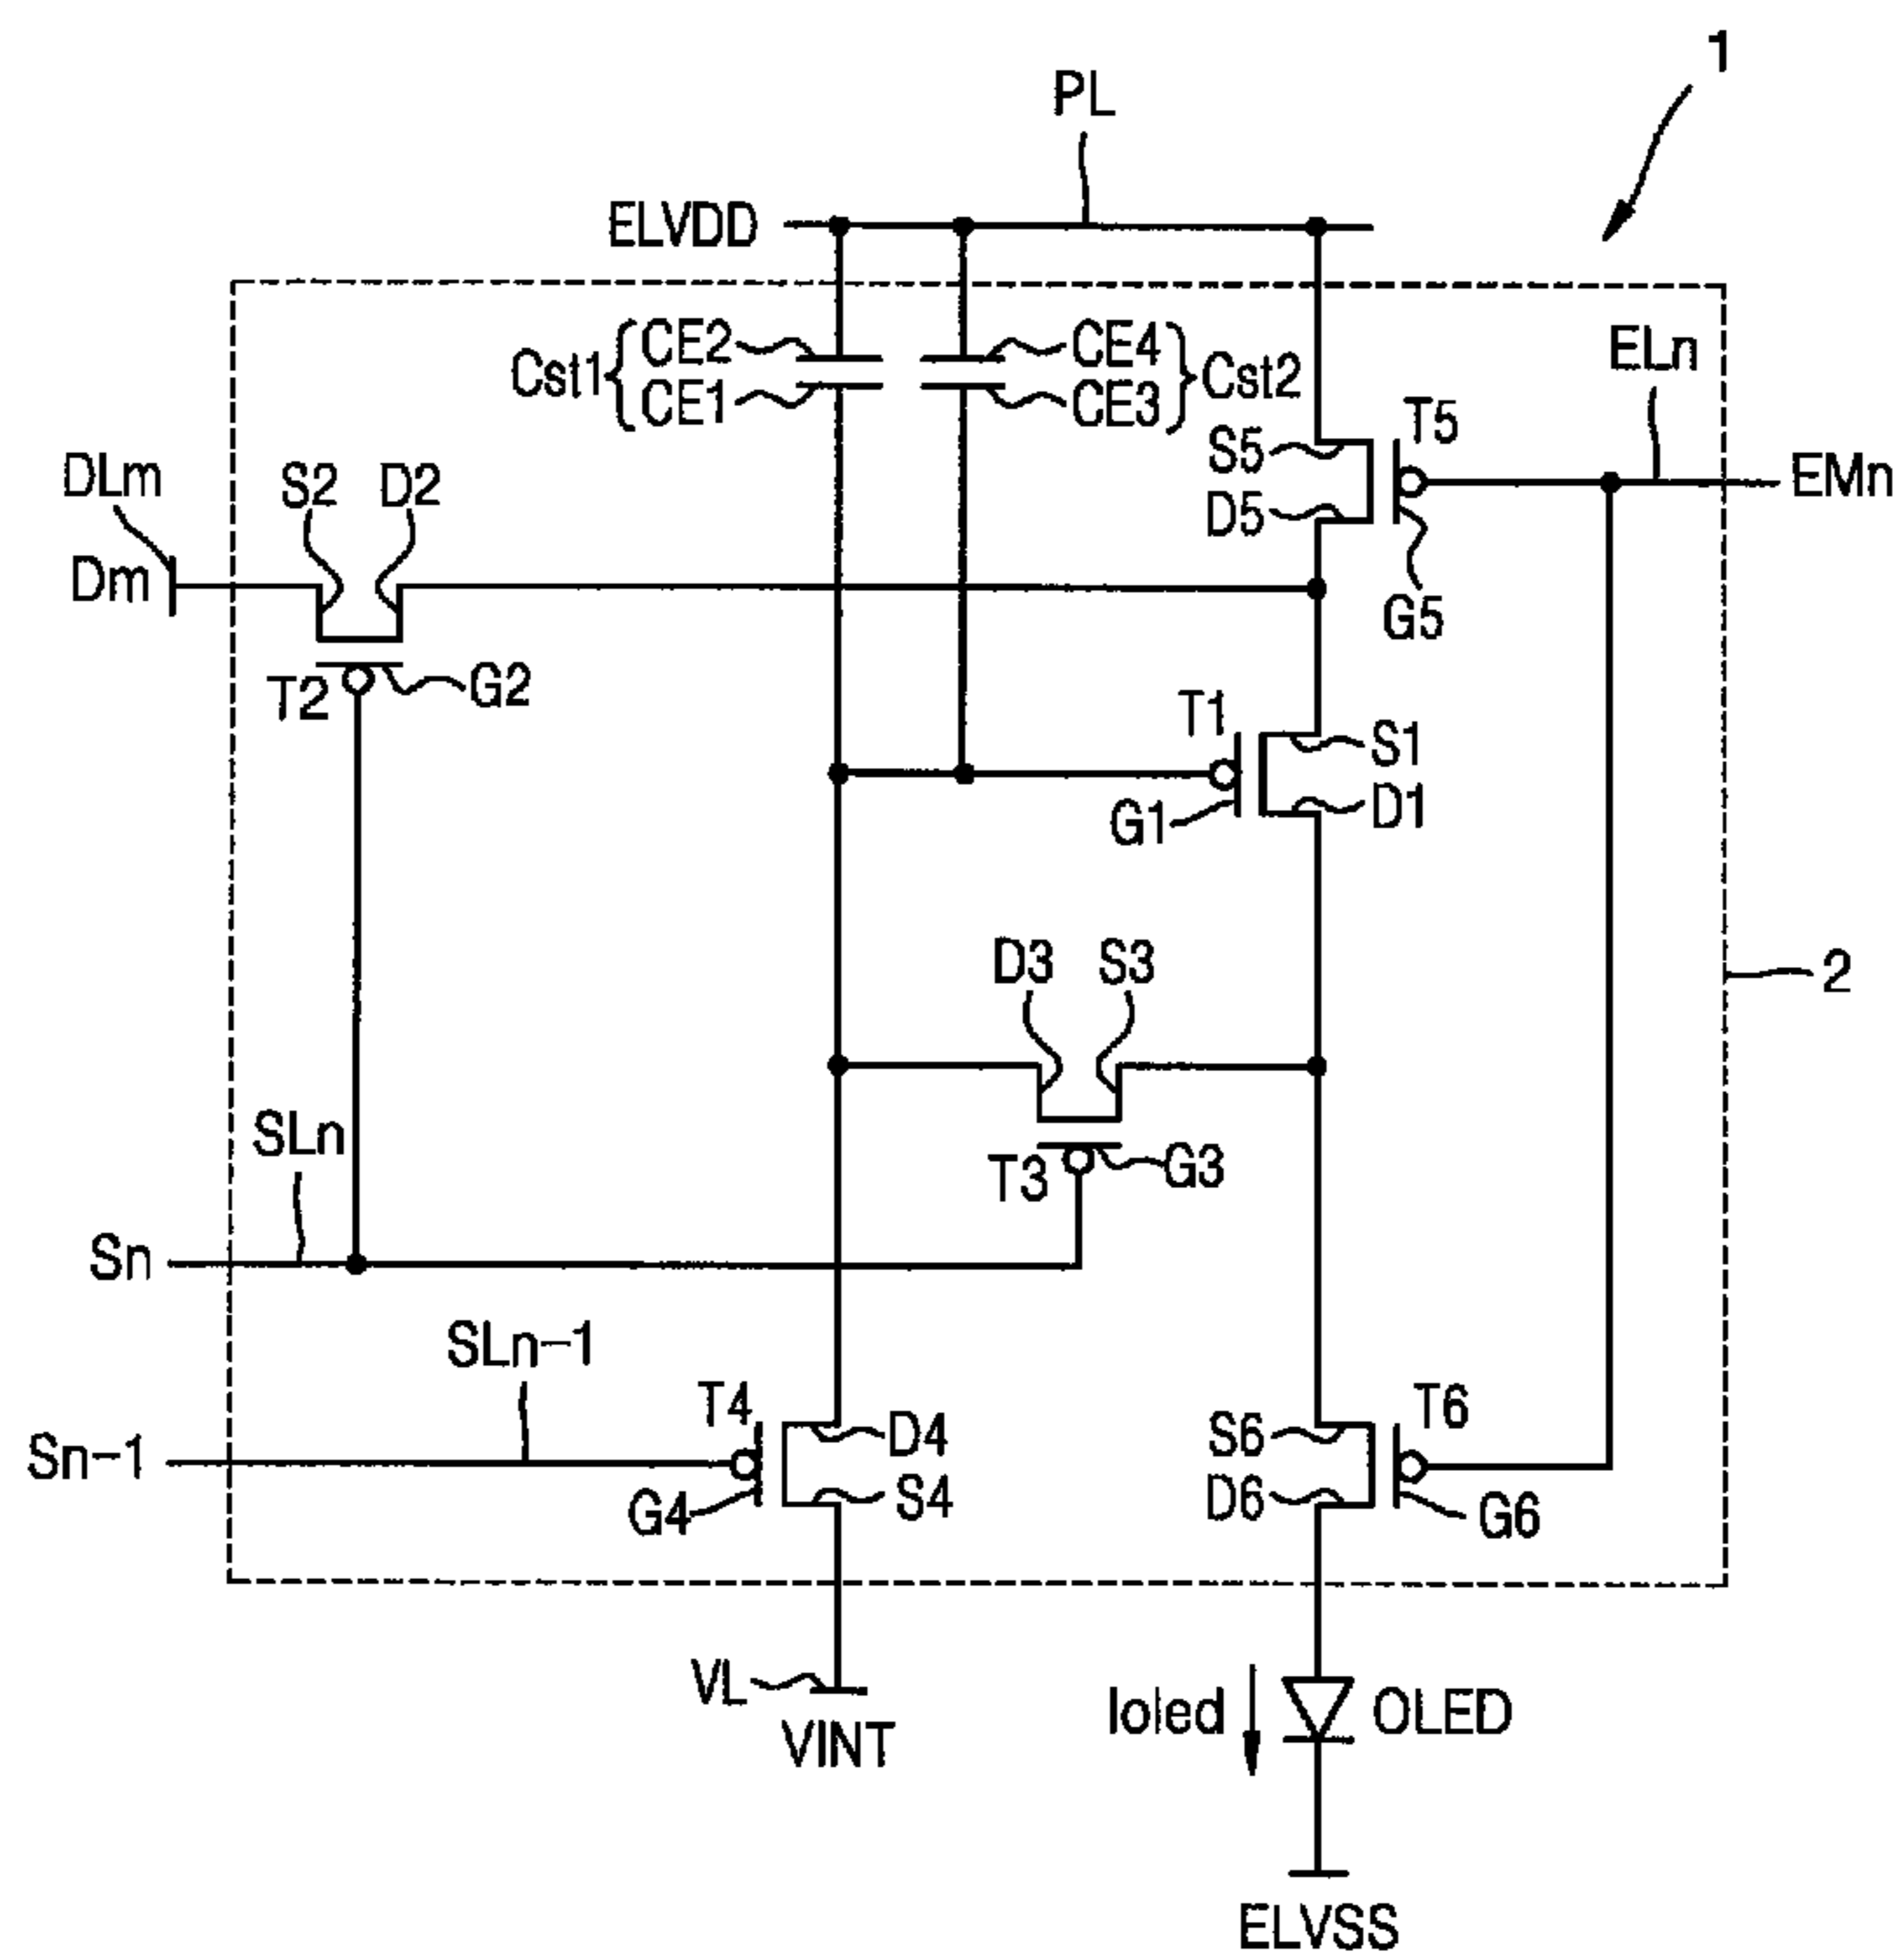 1
PL
ELVDD
Cst1 { CE2 CE4 } Cst2
CE1 CE3
ELn
T5
S5
D5
EMn
G5
DLm
S2 D2
Dm
T2 G2
T1
S1
G1 D1
2
D3 S3
T3 G3
SLn
Sn
SLn-1
Sn-1
T4
D4
G4 S4
T6
S6
D6 G6
VL
VINT
Ioled OLED
ELVSS